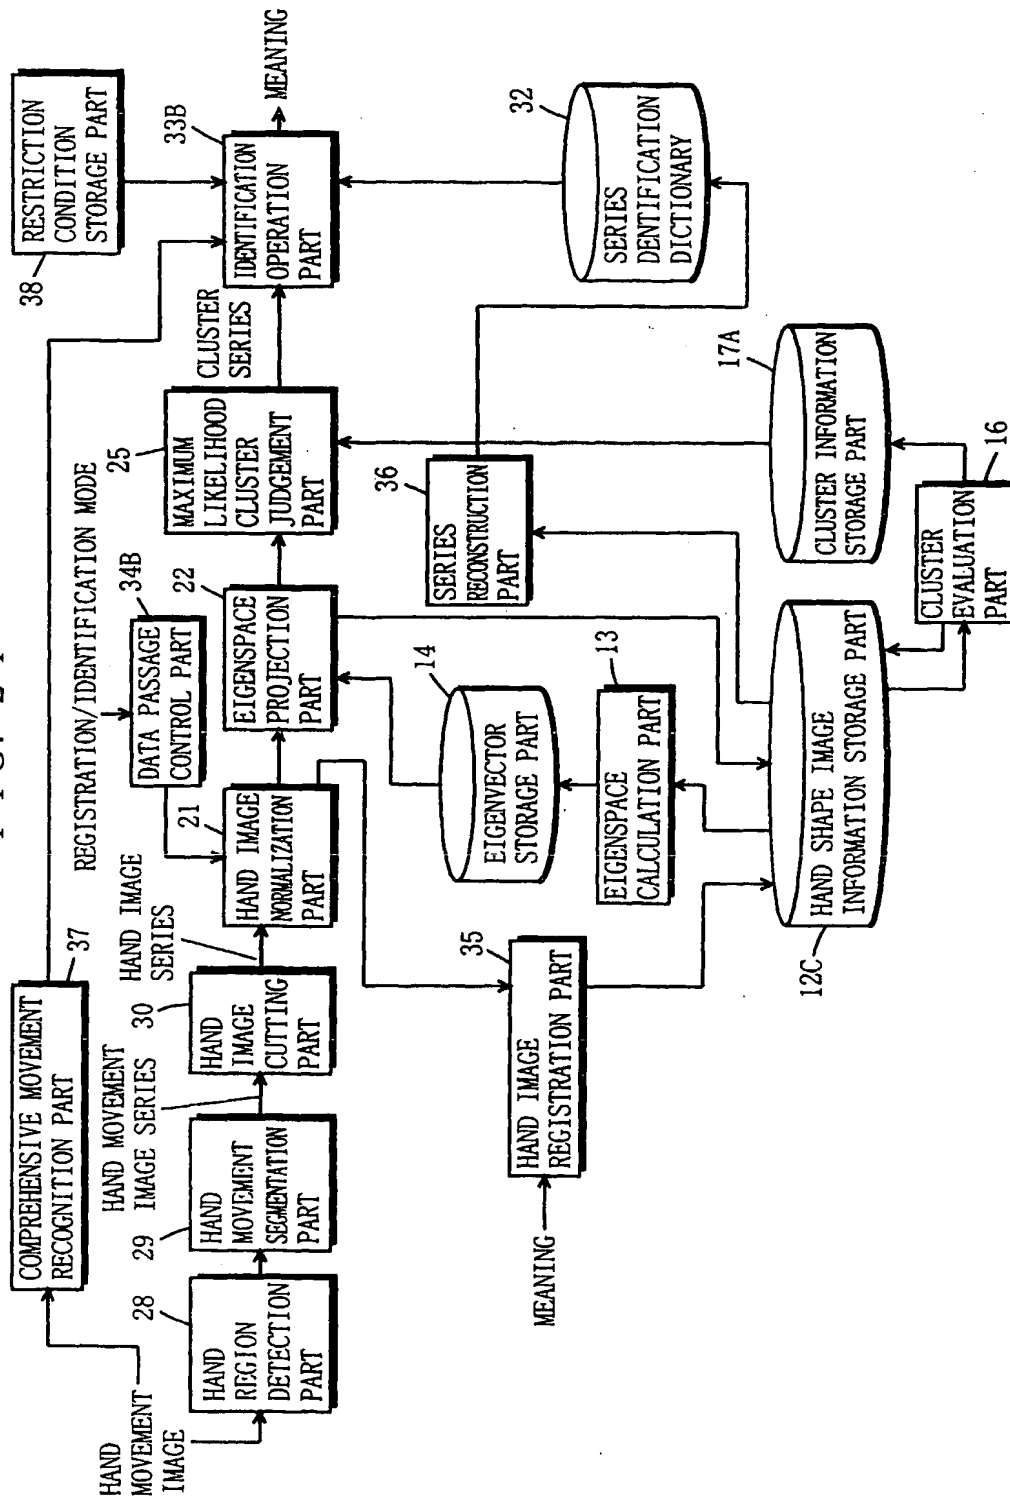 HAND
MOVEMENT
IMAGE
COMPREHENSIVE MOVEMENT
RECOGNITION PART
37
28
HAND
REGION
DETECTION
PART
29
HAND
MOVEMENT
SEGMENTATION
PART
HAND MOVEMENT
IMAGE SERIES
30
HAND
IMAGE
CUTTING
PART
HAND IMAGE
SERIES
21
HAND IMAGE
NORMALIZATION
PART
REGISTRATION/IDENTIFICATION MODE
34B
DATA PASSAGE
CONTROL PART
22
EIGENSPACE
PROJECTION
PART
25
MAXIMUM
LIKELIHOOD
CLUSTER
JUDGEMENT
PART
CLUSTER
SERIES
38
RESTRICTION
CONDITION
STORAGE PART
33B
IDENTIFICATION
OPERATION
PART
MEANING
MEANING
35
HAND IMAGE
REGISTRATION PART
14
EIGENVECTOR
STORAGE PART
13
EIGENSPACE
CALCULATION PART
36
SERIES
RECONSTRUCTION
PART
32
SERIES
DENTIFICATION
DICTIONARY
12C
HAND SHAPE IMAGE
INFORMATION STORAGE PART
17A
CLUSTER INFORMATION
STORAGE PART
16
CLUSTER
EVALUATION
PART